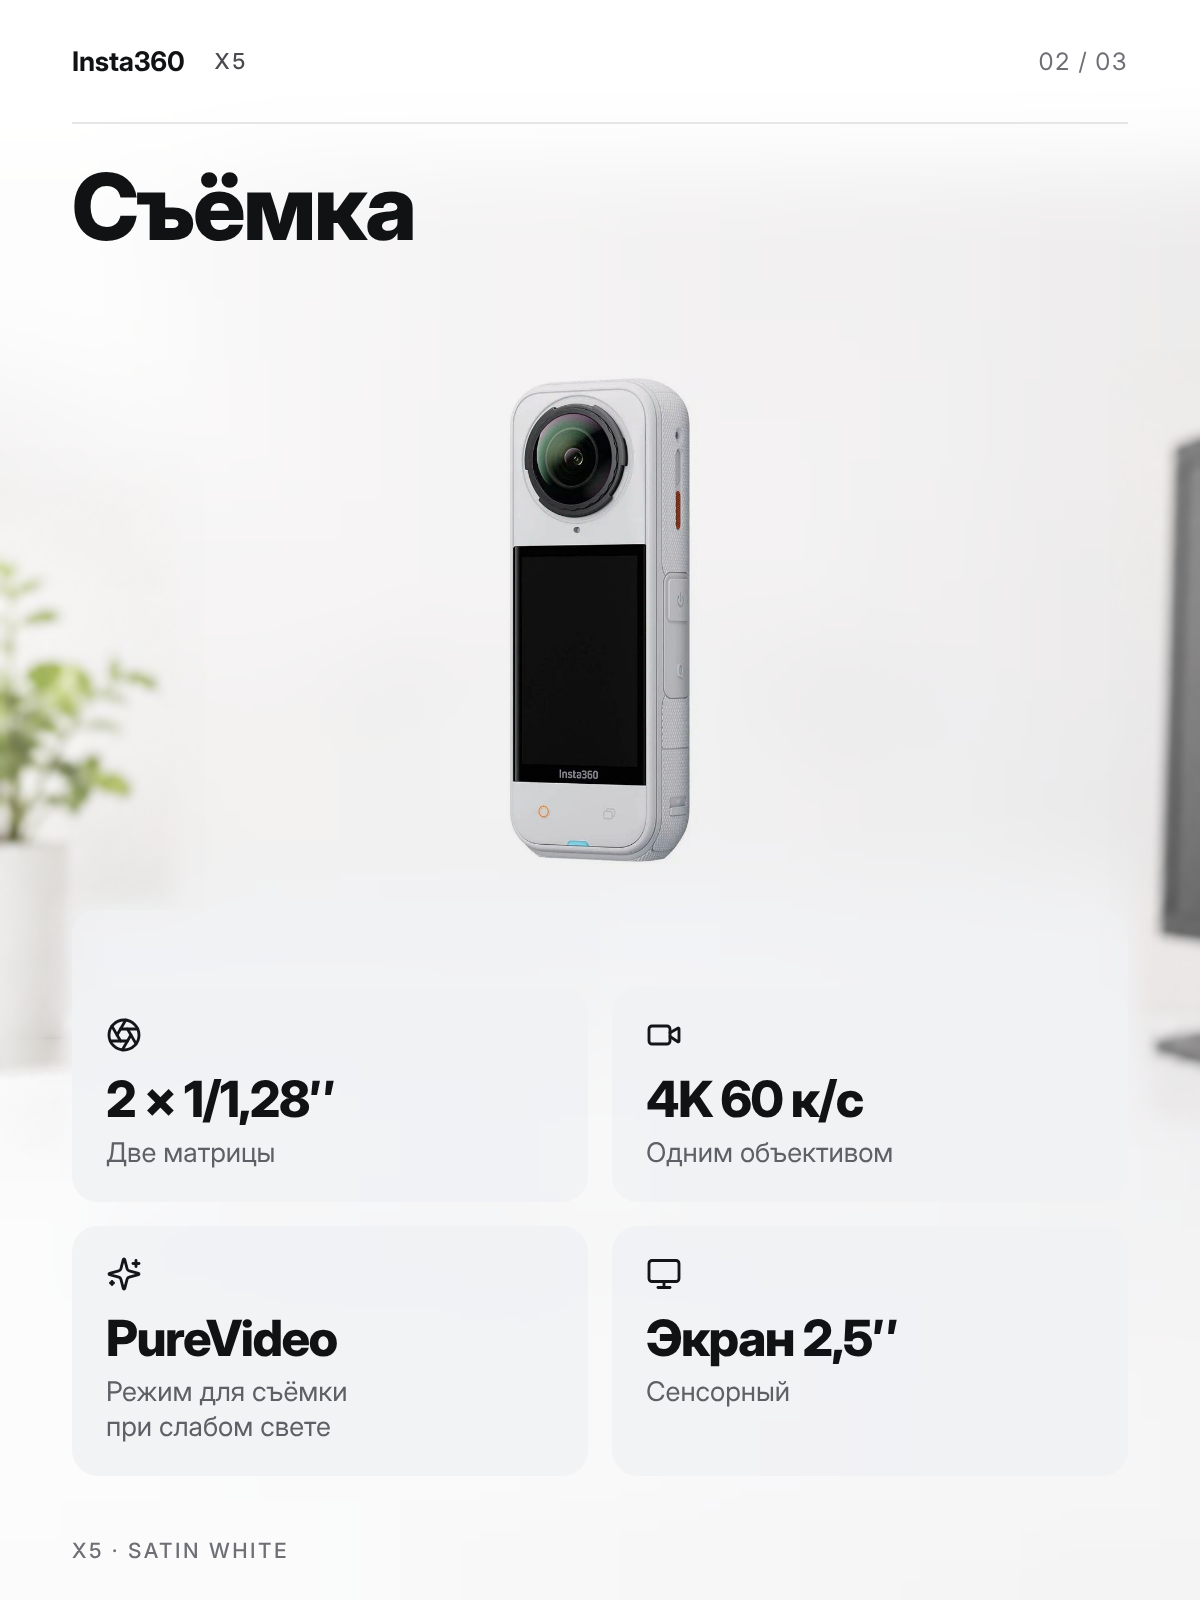 Insta360 X5
02 / 03
Съёмка
Insta360
2 × 1/1,28″
Две матрицы
4K 60 к/с
Одним объективом
PureVideo
Режим для съёмки
при слабом свете
Экран 2,5″
Сенсорный
X5 · SATIN WHITE